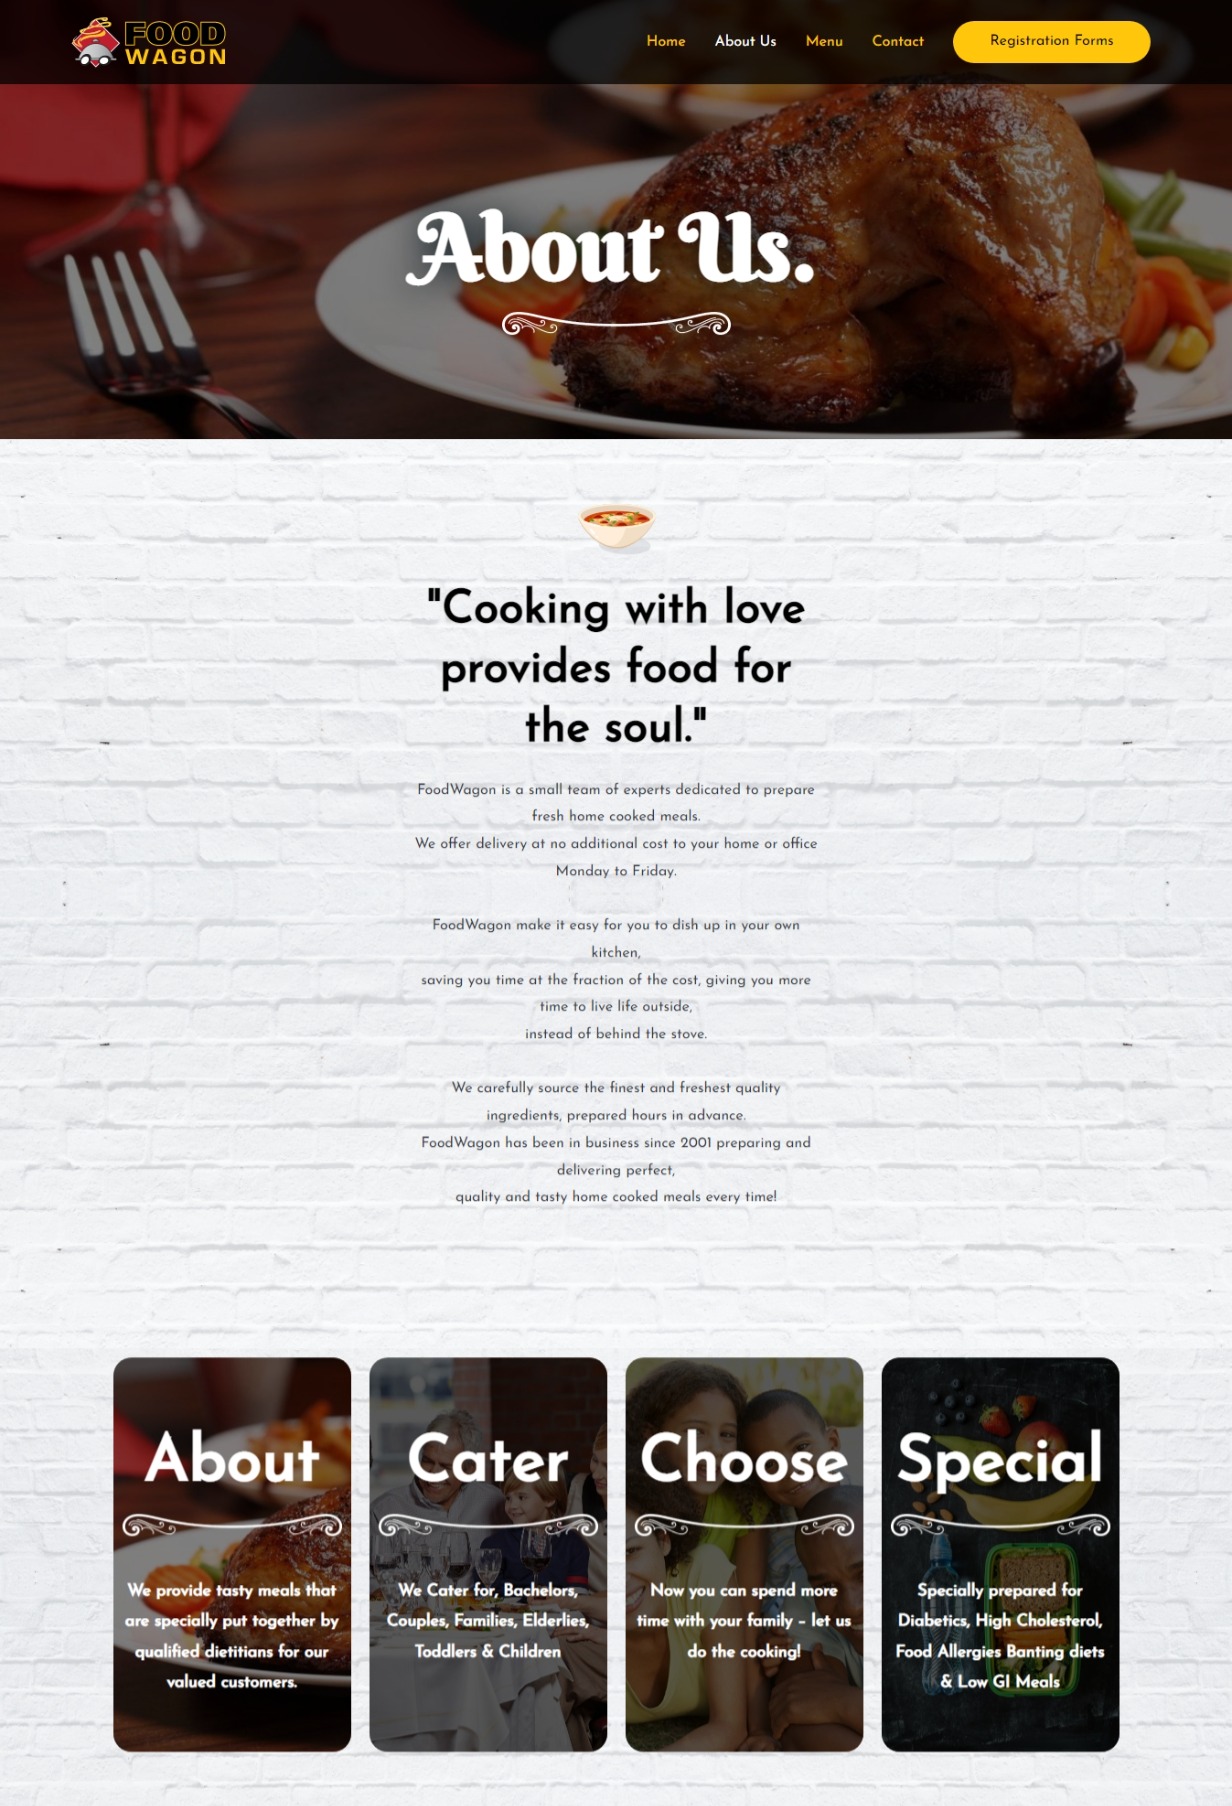 FOOD
WAGON
Home
About Us
Menu
Contact
Registration Forms
About Us.
"Cooking with love
provides food for
the soul."
FoodWagon is a small team of experts dedicated to prepare
fresh home cooked meals.
We offer delivery at no additional cost to your home or office
Monday to Friday.
FoodWagon make it easy for you to dish up in your own
kitchen,
saving you time at the fraction of the cost, giving you more
time to live life outside,
instead of behind the stove.
We carefully source the finest and freshest quality
ingredients, prepared hours in advance.
FoodWagon has been in business since 2001 preparing and
delivering perfect,
quality and tasty home cooked meals every time!
About
We provide tasty meals that
are specially put together by
qualified dietitians for our
valued customers.
Cater
We Cater for, Bachelors,
Couples, Families, Elderlies,
Toddlers & Children
Choose
Now you can spend more
time with your family – let us
do the cooking!
Special
Specially prepared for
Diabetics, High Cholesterol,
Food Allergies Banting diets
& Low GI Meals